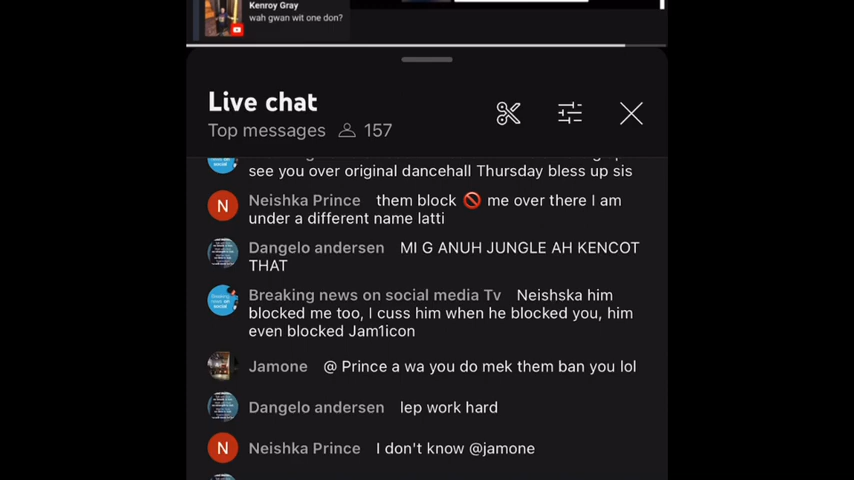 Kenroy Gray
wah gwan wit one don?
Live chat
Top messages 157
see you over original dancehall Thursday bless up sis
Neishka Prince them block 🚫 me over there I am
under a different name latti
Dangelo andersen MI G ANUH JUNGLE AH KENCOT
THAT
Breaking news on social media Tv Neishska him
blocked me too, I cuss him when he blocked you, him
even blocked Jam1icon
Jamone @ Prince a wa you do mek them ban you lol
Dangelo andersen lep work hard
N
Neishka Prince I don't know @jamone